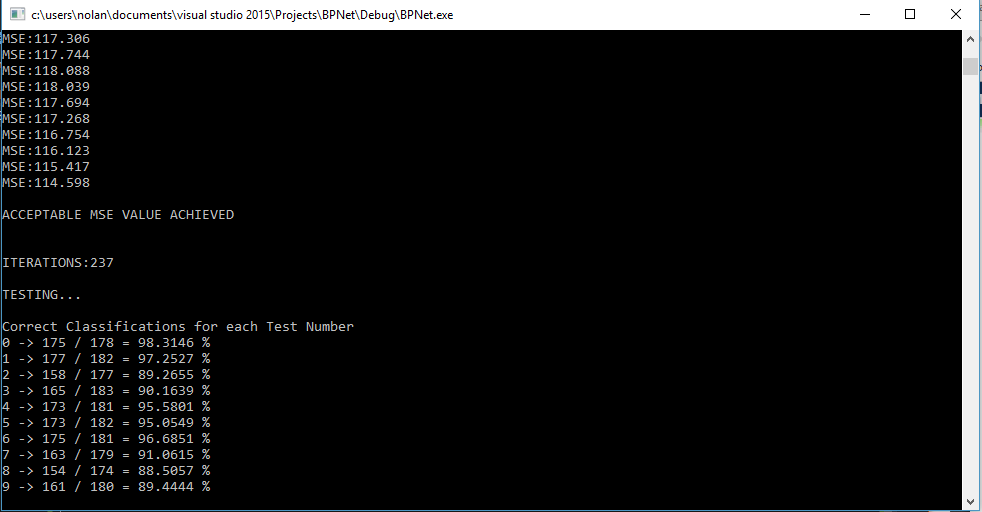 c:\users\nolan\documents\visual studio 2015\Projects\BPNet\Debug\BPNet.exe
MSE:117.306
MSE:117.744
MSE:118.088
MSE:118.039
MSE:117.694
MSE:117.268
MSE:116.754
MSE:116.123
MSE:115.417
MSE:114.598
ACCEPTABLE MSE VALUE ACHIEVED
ITERATIONS:237
TESTING...
Correct Classifications for each Test Number
0 -> 175 / 178 = 98.3146 %
1 -> 177 / 182 = 97.2527 %
2 -> 158 / 177 = 89.2655 %
3 -> 165 / 183 = 90.1639 %
4 -> 173 / 181 = 95.5801 %
5 -> 173 / 182 = 95.0549 %
6 -> 175 / 181 = 96.6851 %
7 -> 163 / 179 = 91.0615 %
8 -> 154 / 174 = 88.5057 %
9 -> 161 / 180 = 89.4444 %